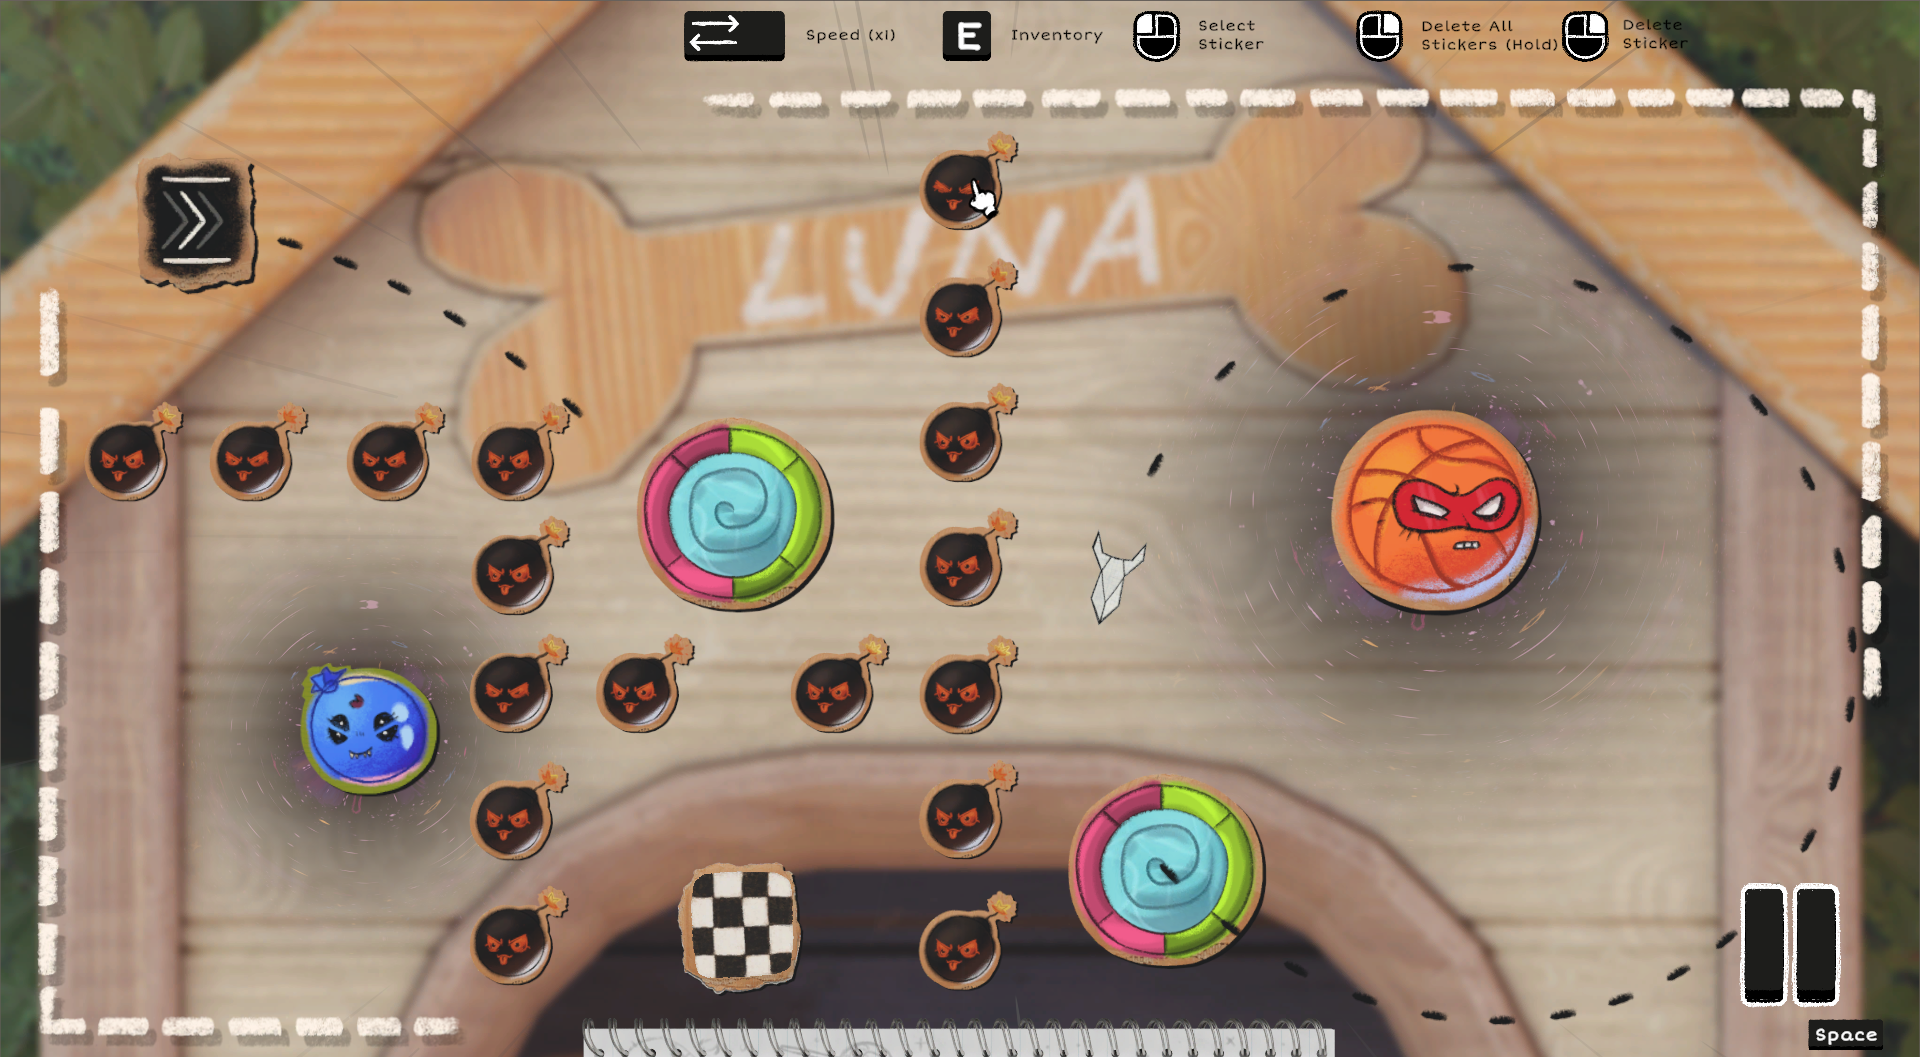 Speed (x1)
E
Inventory
Select
Sticker
Delete All
Stickers (Hold)
Delete
Sticker
LUNA
Space